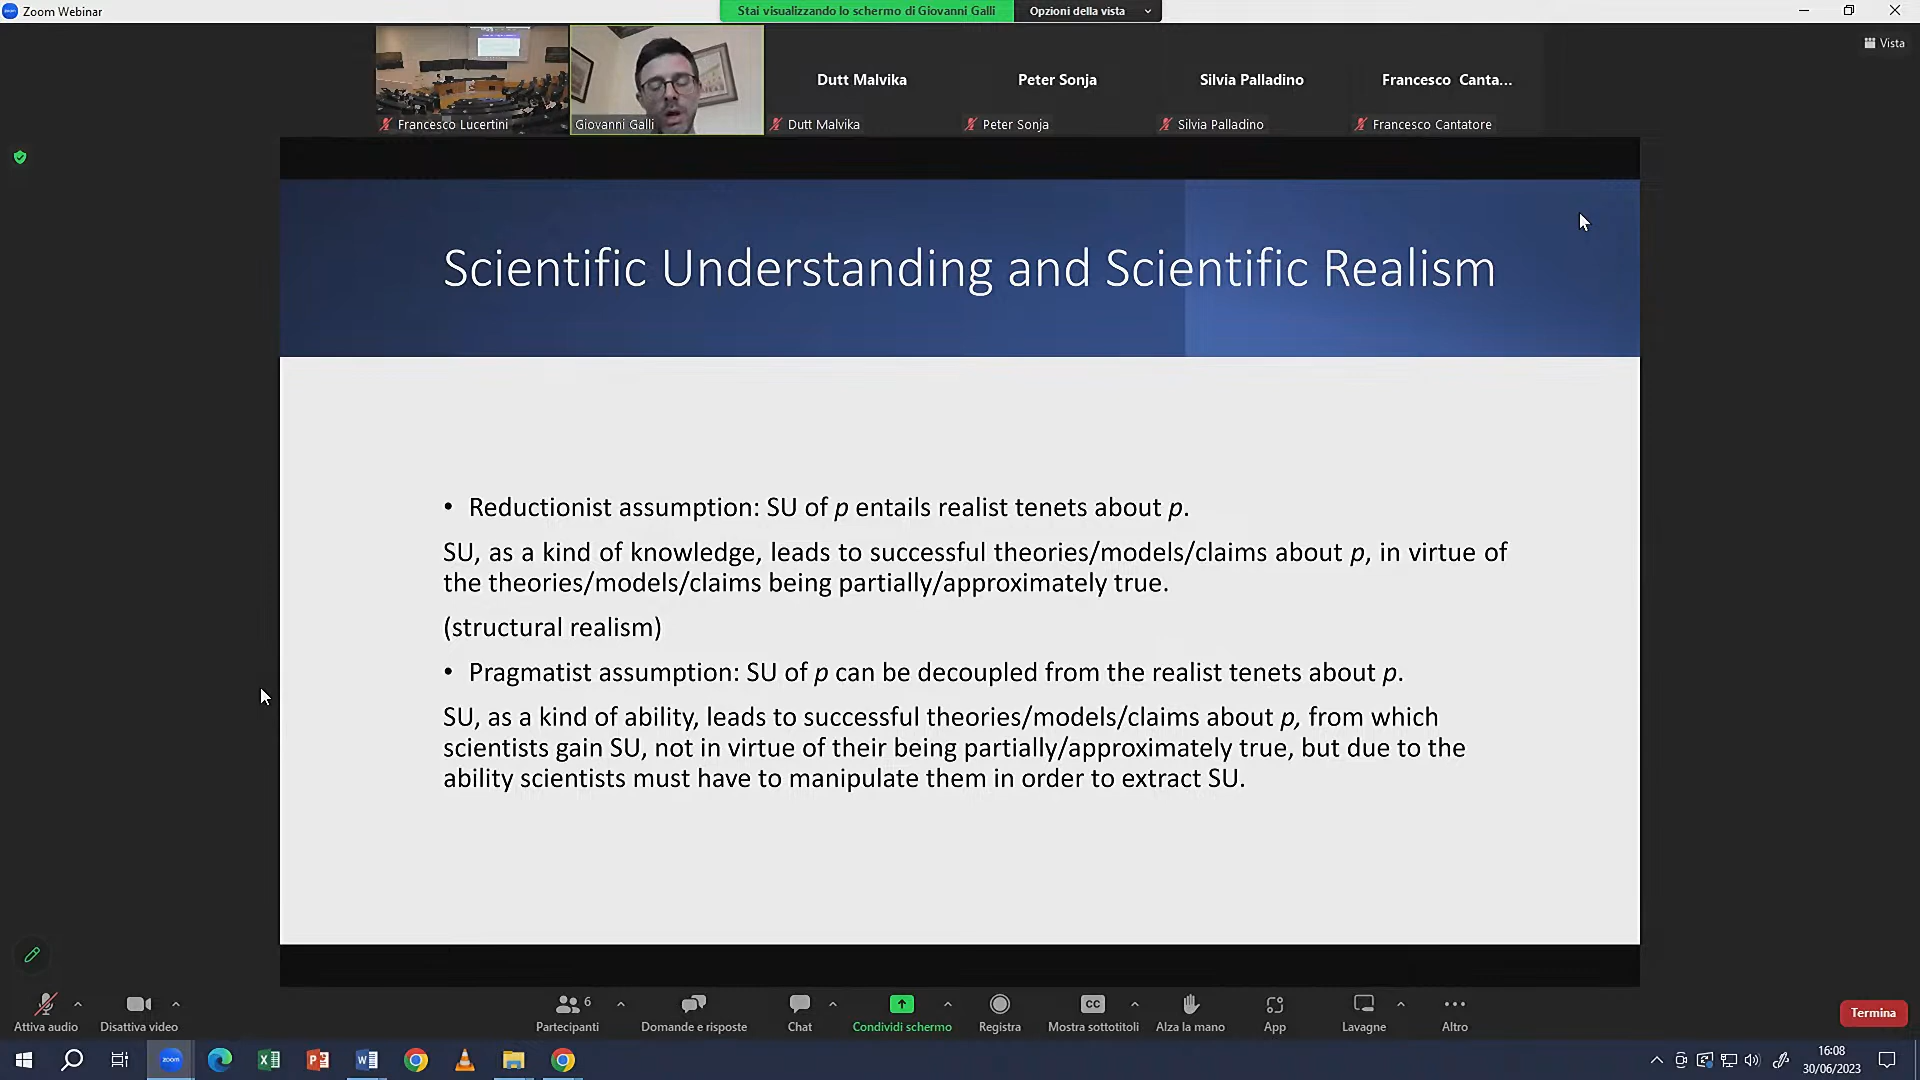 Zoom Webinar
Stai visualizzando lo schermo di Giovanni Galli
Opzioni della vista
Vista
Dutt Malvika
Peter Sonja
Silvia Palladino
Francesco Canta...
Francesco Lucertini
Giovanni Galli
Dutt Malvika
Peter Sonja
Silvia Palladino
Francesco Cantatore
Scientific Understanding and Scientific Realism
• Reductionist assumption: SU of p entails realist tenets about p.
SU, as a kind of knowledge, leads to successful theories/models/claims about p, in virtue of
the theories/models/claims being partially/approximately true.
(structural realism)
• Pragmatist assumption: SU of p can be decoupled from the realist tenets about p.
SU, as a kind of ability, leads to successful theories/models/claims about p, from which
scientists gain SU, not in virtue of their being partially/approximately true, but due to the
ability scientists must have to manipulate them in order to extract SU.
Attiva audio
Disattiva video
6
Partecipanti
Domande e risposte
Chat
Condividi schermo
Registra
CC
Mostra sottotitoli
Alza la mano
App
Lavagne
Altro
Termina
zoom
16:08
30/06/2023